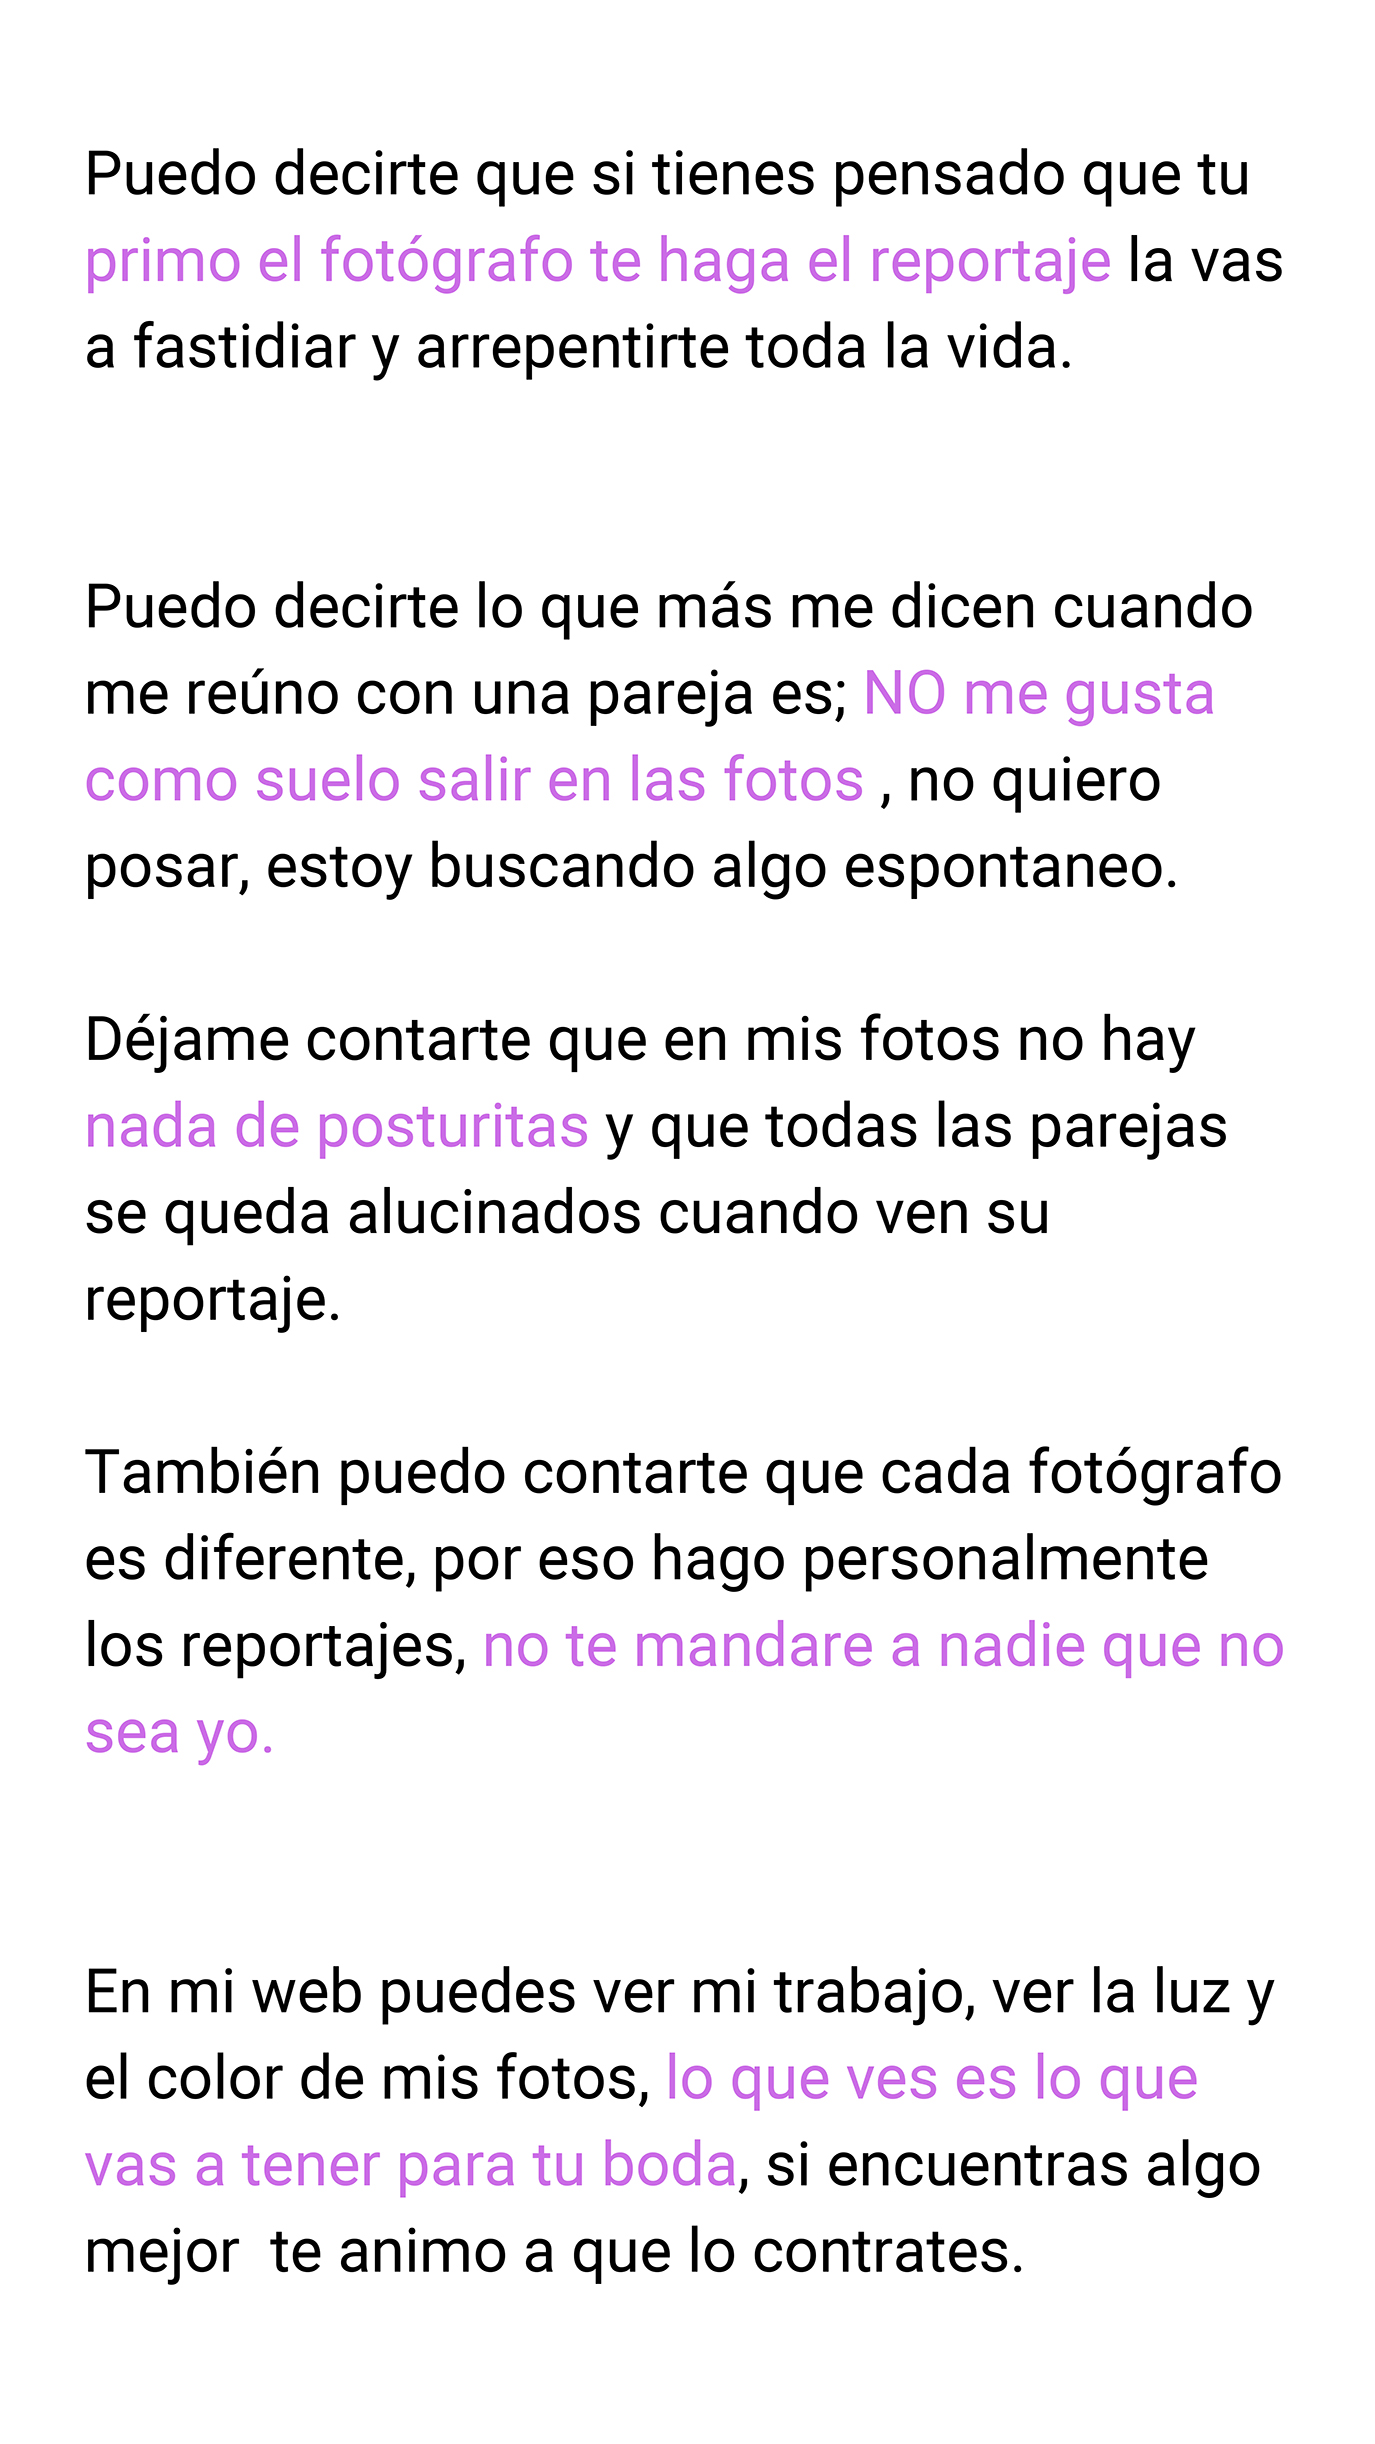 Puedo decirte que si tienes pensado que tu
primo el fotógrafo te haga el reportaje la vas
a fastidiar y arrepentirte toda la vida.
Puedo decirte lo que más me dicen cuando
me reúno con una pareja es; NO me gusta
como suelo salir en las fotos , no quiero
posar, estoy buscando algo espontaneo.
Déjame contarte que en mis fotos no hay
nada de posturitas y que todas las parejas
se queda alucinados cuando ven su
reportaje.
También puedo contarte que cada fotógrafo
es diferente, por eso hago personalmente
los reportajes, no te mandare a nadie que no
sea yo.
En mi web puedes ver mi trabajo, ver la luz y
el color de mis fotos, lo que ves es lo que
vas a tener para tu boda, si encuentras algo
mejor  te animo a que lo contrates.